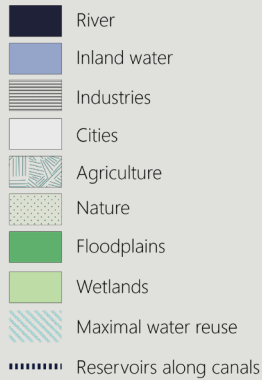 River
Inland water
Industries
Cities
Agriculture
Nature
Floodplains
Wetlands
Maximal water reuse
Reservoirs along canals